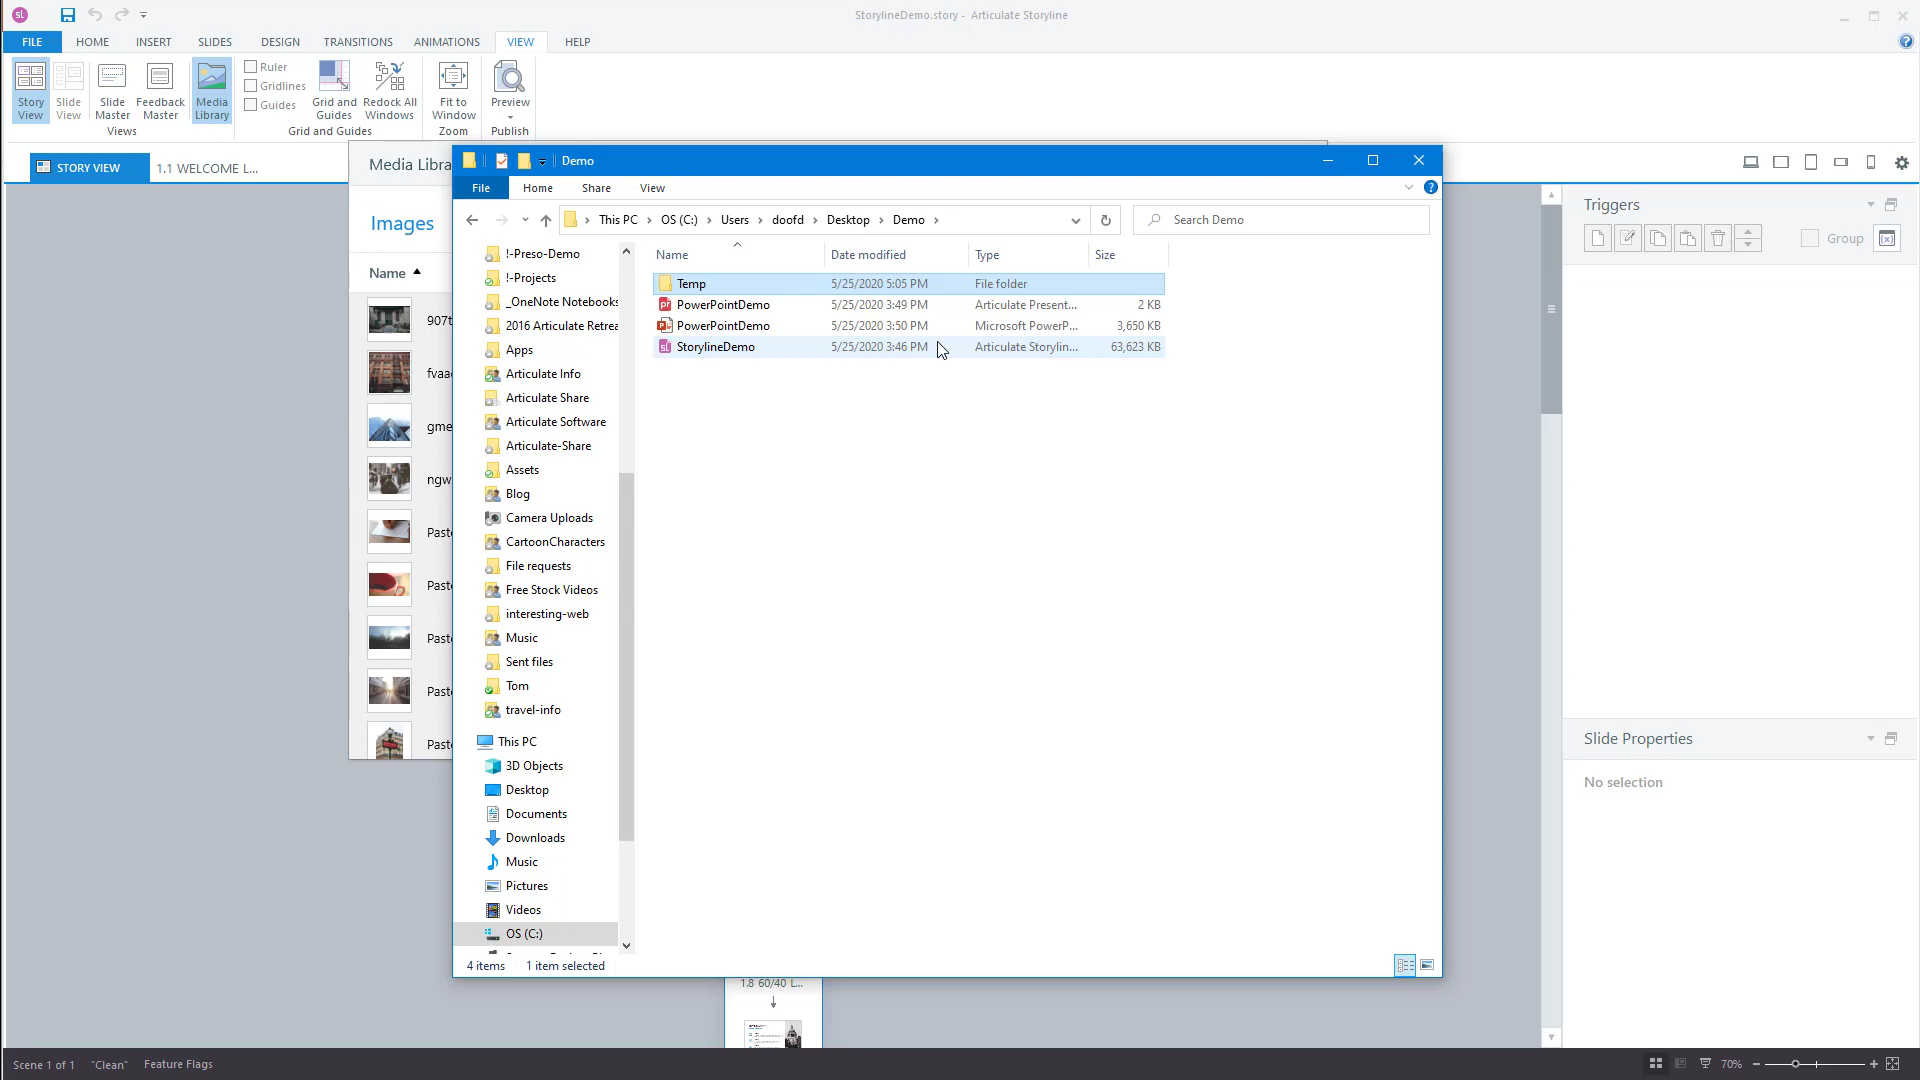 sl
StorylineDemo.story - Articulate Storyline
FILE HOME INSERT SLIDES DESIGN TRANSITIONS ANIMATIONS VIEW HELP
Story View
Slide View
Slide Master
Feedback Master
Media Library
Ruler
Gridlines
Guides
Grid and Guides
Redock All Windows
Fit to Window
Preview
Views
Grid and Guides
Zoom
Publish
STORY VIEW
1.1 WELCOME L...
Media Libra
Images
Name
907t
fvaa
gme
ngw
Paste
Paste
Paste
Paste
Paste
Demo
File Home Share View
This PC > OS (C:) > Users > doofd > Desktop > Demo >
Search Demo
!-Preso-Demo
!-Projects
_OneNote Notebooks
2016 Articulate Retrea
Apps
Articulate Info
Articulate Share
Articulate Software
Articulate-Share
Assets
Blog
Camera Uploads
CartoonCharacters
File requests
Free Stock Videos
interesting-web
Music
Sent files
Tom
travel-info
This PC
3D Objects
Desktop
Documents
Downloads
Music
Pictures
Videos
OS (C:)
Name Date modified Type Size
Temp 5/25/2020 5:05 PM File folder
PowerPointDemo 5/25/2020 3:49 PM Articulate Present... 2 KB
PowerPointDemo 5/25/2020 3:50 PM Microsoft PowerP... 3,650 KB
StorylineDemo 5/25/2020 3:46 PM Articulate Storylin... 63,623 KB
4 items 1 item selected
1.8 60/40 L...
Triggers
Group
Slide Properties
No selection
Scene 1 of 1 "Clean" Feature Flags
70%